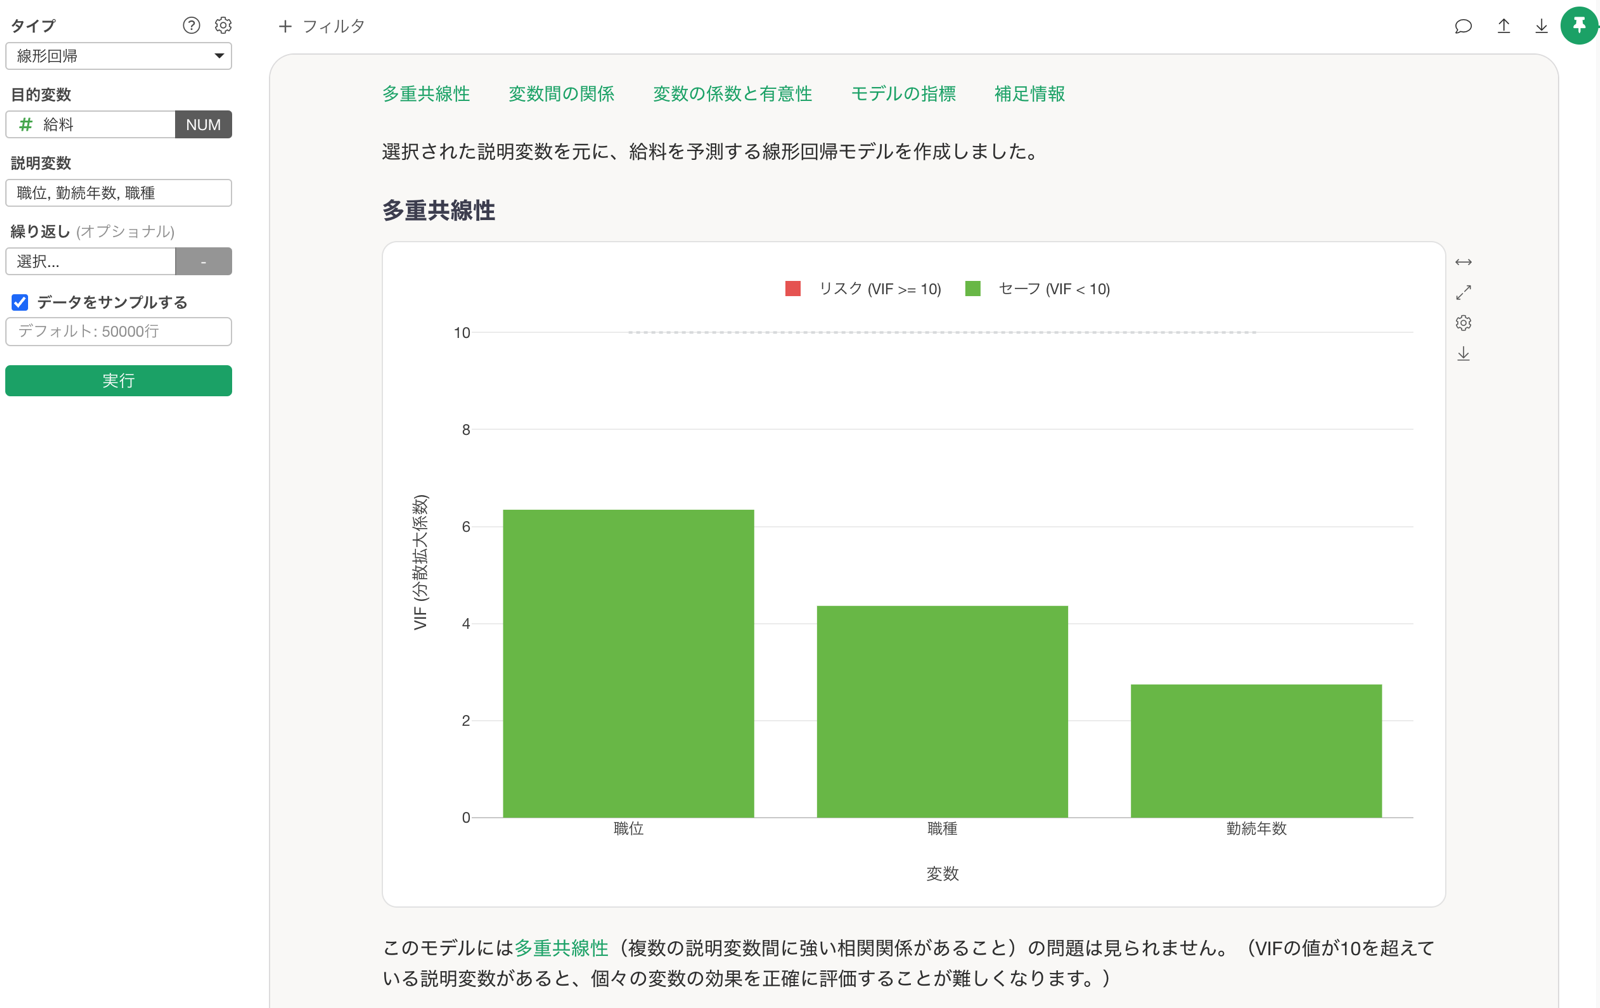 タイプ
線形回帰
目的変数
# 給料 NUM
説明変数
職位, 勤続年数, 職種
繰り返し (オプショナル)
選択... -
データをサンプルする
デフォルト: 50000行
実行
+ フィルタ
多重共線性 変数間の関係 変数の係数と有意性 モデルの指標 補足情報
選択された説明変数を元に、給料を予測する線形回帰モデルを作成しました。
多重共線性
リスク (VIF >= 10) セーフ (VIF < 10)
10
8
6
4
2
0
VIF (分散拡大係数)
職位 職種 勤続年数
変数
このモデルには多重共線性（複数の説明変数間に強い相関関係があること）の問題は見られません。（VIFの値が10を超えて
いる説明変数があると、個々の変数の効果を正確に評価することが難しくなります。）